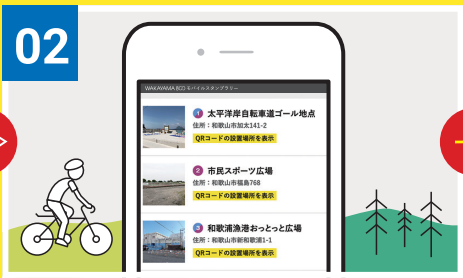 02
WAKAYAMA 800 モバイルスタンプラリー
1 太平洋岸自転車道ゴール地点
住所：和歌山市加太141-2
QRコードの設置場所を表示
2 市民スポーツ広場
住所：和歌山市福島768
QRコードの設置場所を表示
3 和歌浦漁港おっとっと広場
住所：和歌山市新和歌浦1-1
QRコードの設置場所を表示